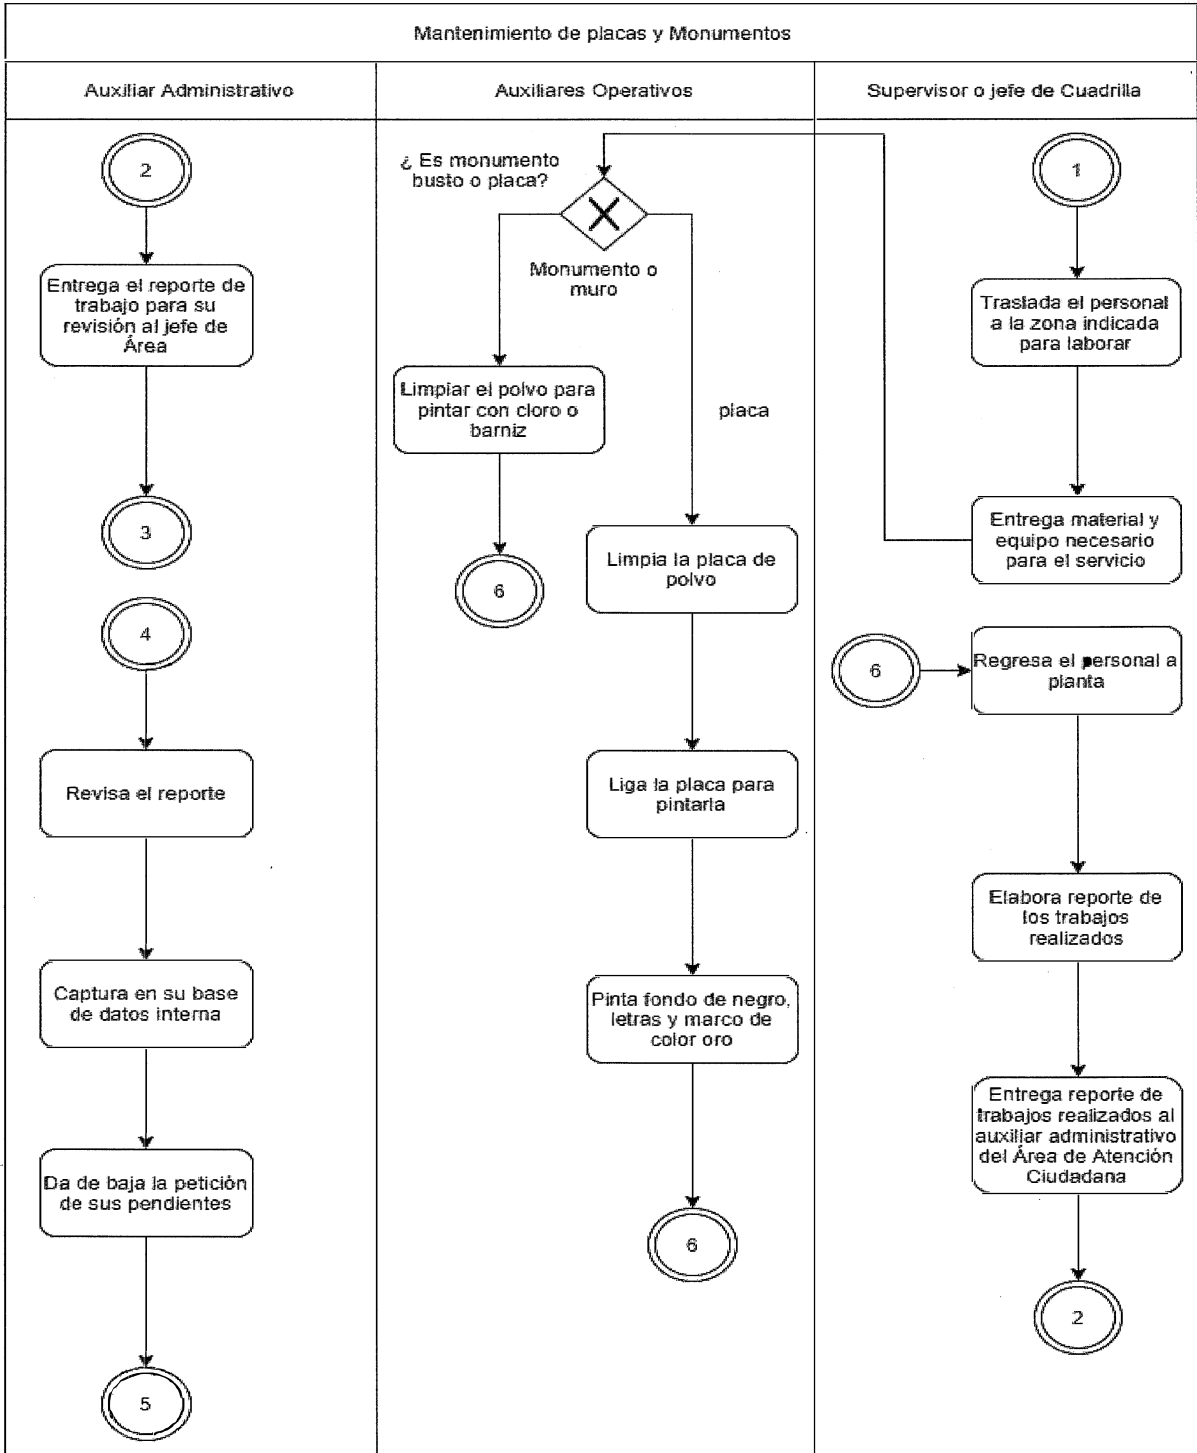 Mantenimiento de placas y Monumentos
Auxiliar Administrativo
2
Entrega el reporte de
trabajo para su
revisión al jefe de
Área
3
4
Revisa el reporte
Captura en su base
de datos interna
Da de baja la petición
de sus pendientes
5
Auxiliares Operativos
¿ Es monumento
busto o placa?
Monumento o
muro
Limpiar el polvo para
pintar con cloro o
barniz
6
placa
Limpia la placa de
polvo
Liga la placa para
pintarla
Pinta fondo de negro,
letras y marco de
color oro
6
Supervisor o jefe de Cuadrilla
1
Traslada el personal
a la zona indicada
para laborar
Entrega material y
equipo necesario
para el servicio
6
Regresa el personal a
planta
Elabora reporte de
los trabajos
realizados
Entrega reporte de
trabajos realizados al
auxiliar administrativo
del Área de Atención
Ciudadana
2